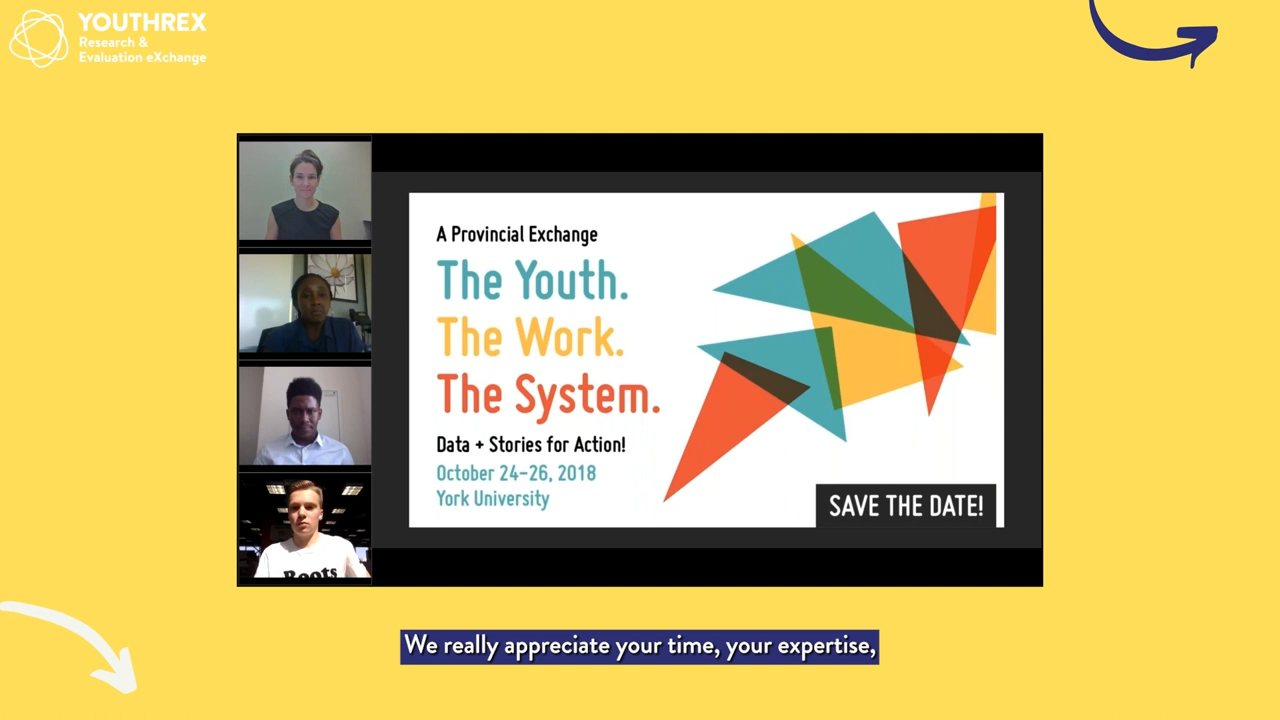 YOUTHREX
Research &
Evaluation eXchange
A Provincial Exchange
The Youth.
The Work.
The System.
Data + Stories for Action!
October 24–26, 2018
York University
SAVE THE DATE!
Roots
We really appreciate your time, your expertise,